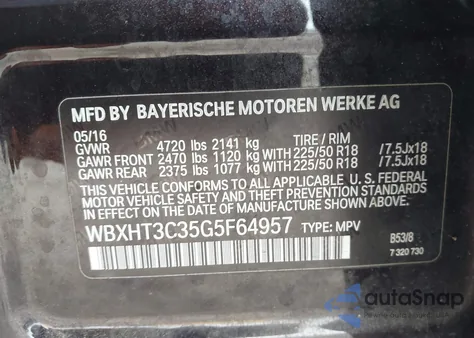 MFD BY BAYERISCHE MOTOREN WERKE AG
05/16 TIRE / RIM
GVWR 4720 lbs 2141 kg
GAWR FRONT 2470 lbs 1120 kg WITH 225/50 R18 /7.5Jx18
GAWR REAR 2375 lbs 1077 kg WITH 225/50 R18 /7.5Jx18
THIS VEHICLE CONFORMS TO ALL APPLICABLE U.S. FEDERAL MOTOR VEHICLE SAFETY, BUMPER, AND THEFT PREVENTION STANDARDS IN EFFECT ON THE DATE OF MANUFACTURE SHOWN ABOVE.
WBXHT3C35G5F64957 TYPE: MPV
B53/8
7 320 730
autoSnap